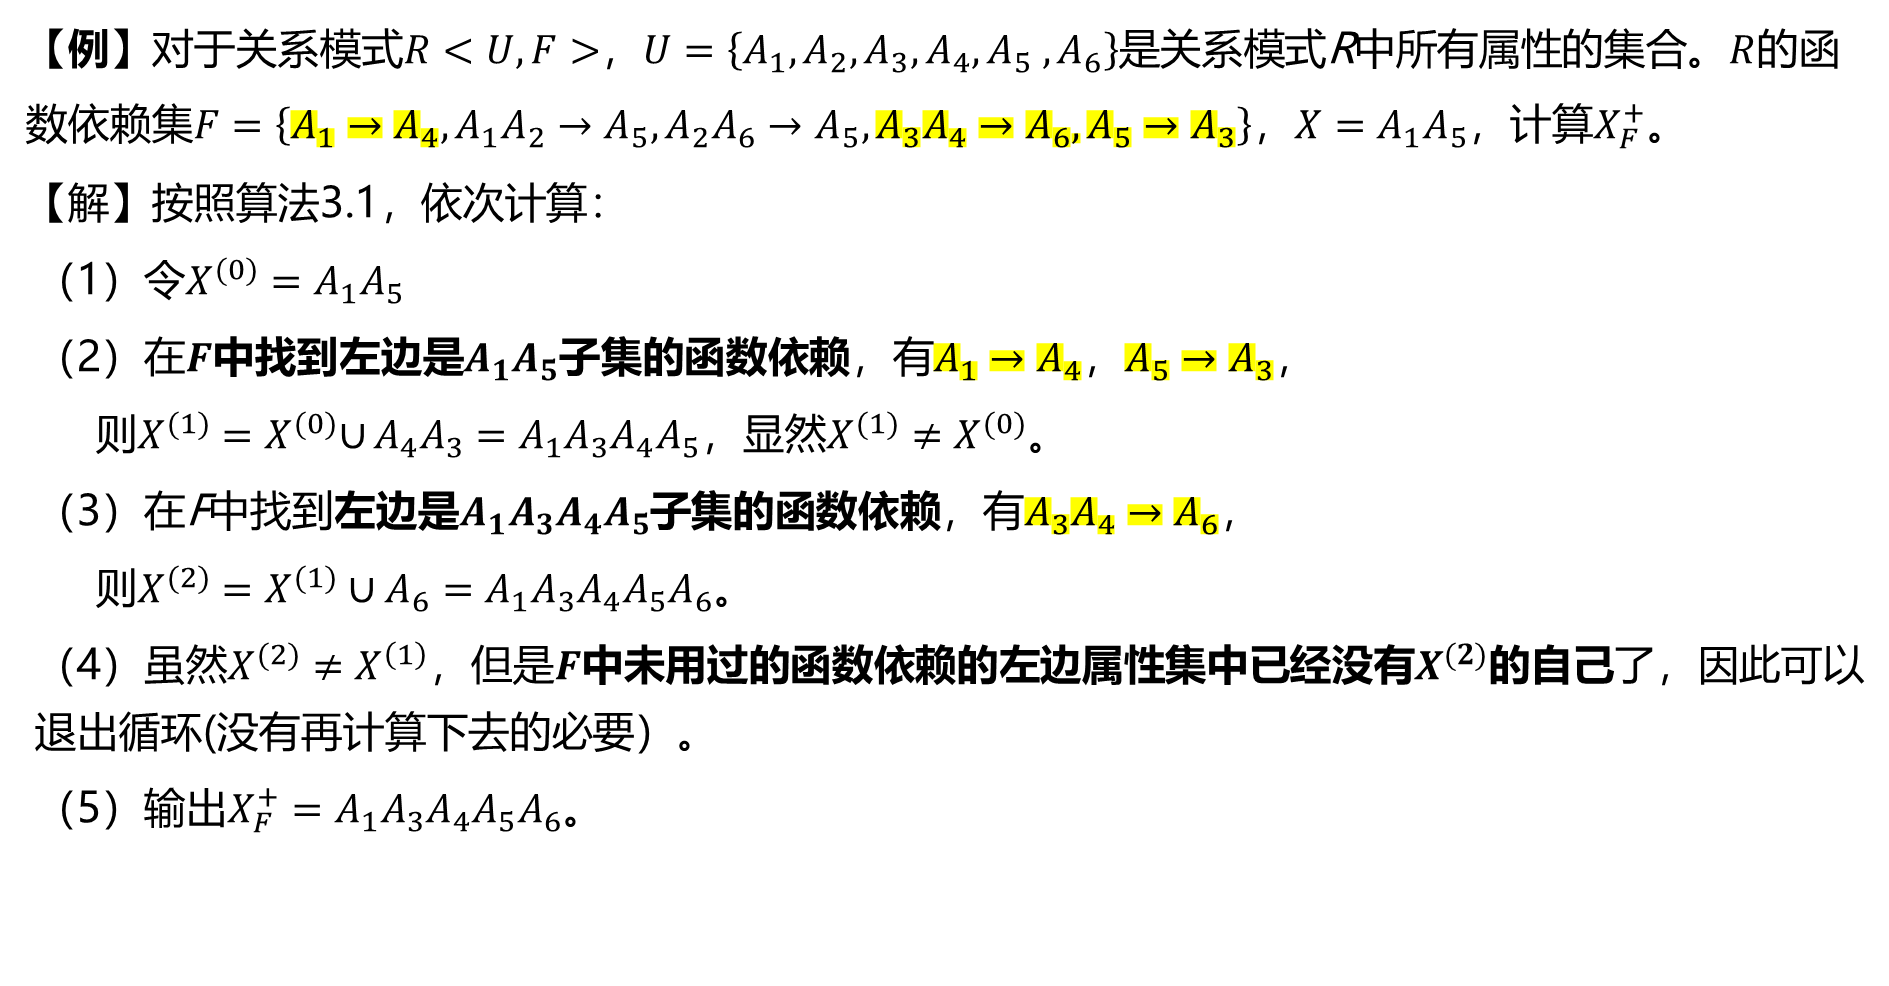 【例】对于关系模式R < U, F >，U = {A₁, A₂, A₃, A₄, A₅ , A₆}是关系模式R中所有属性的集合。R的函
数依赖集F = {A₁ → A₄, A₁A₂ → A₅, A₂A₆ → A₅, A₃A₄ → A₆, A₅ → A₃}，X = A₁A₅，计算X_F^+。
【解】按照算法3.1，依次计算：
（1）令X⁽⁰⁾ = A₁A₅
（2）在F中找到左边是A₁A₅子集的函数依赖，有A₁ → A₄，A₅ → A₃，
则X⁽¹⁾ = X⁽⁰⁾∪ A₄A₃ = A₁A₃A₄A₅，显然X⁽¹⁾ ≠ X⁽⁰⁾。
（3）在F中找到左边是A₁A₃A₄A₅子集的函数依赖，有A₃A₄ → A₆，
则X⁽²⁾ = X⁽¹⁾ ∪ A₆ = A₁A₃A₄A₅A₆。
（4）虽然X⁽²⁾ ≠ X⁽¹⁾，但是F中未用过的函数依赖的左边属性集中已经没有X⁽²⁾的自己了，因此可以
退出循环(没有再计算下去的必要）。
（5）输出X_F^+ = A₁A₃A₄A₅A₆。